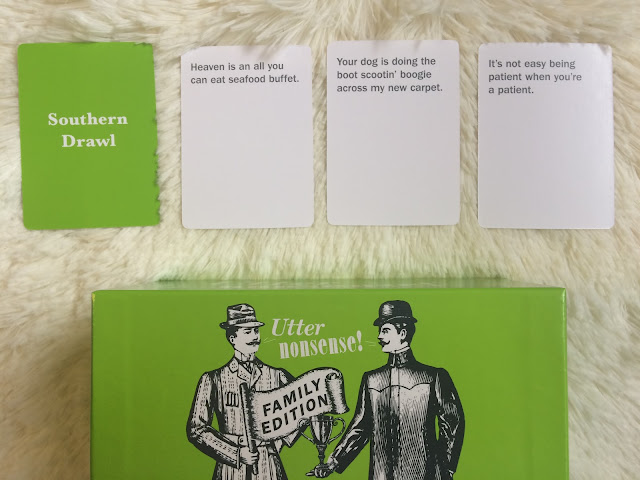 Southern
Drawl
Heaven is an all you
can eat seafood buffet.
Your dog is doing the
boot scootin' boogie
across my new carpet.
It's not easy being
patient when you're
a patient.
Utter
nonsense!
FAMILY
EDITION